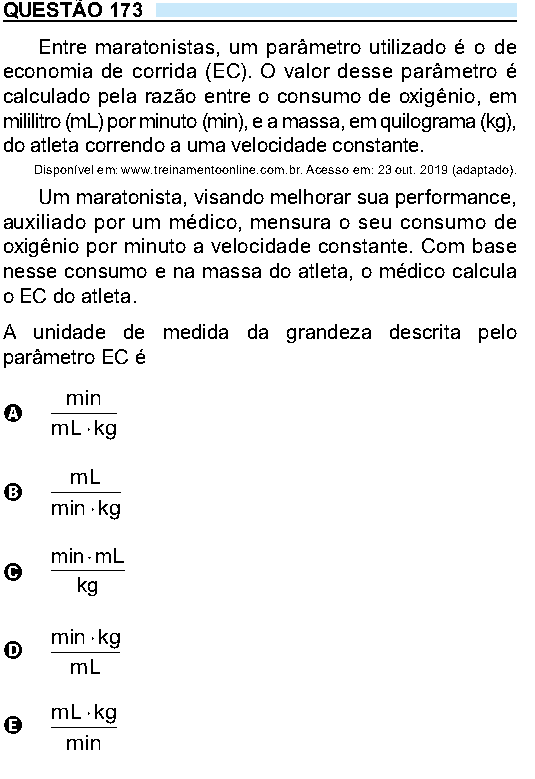 QUESTÃO 173
Entre maratonistas, um parâmetro utilizado é o de
economia de corrida (EC). O valor desse parâmetro é
calculado pela razão entre o consumo de oxigênio, em
mililitro (mL) por minuto (min), e a massa, em quilograma (kg),
do atleta correndo a uma velocidade constante.
Disponível em: www.treinamentoonline.com.br. Acesso em: 23 out. 2019 (adaptado).
Um maratonista, visando melhorar sua performance,
auxiliado por um médico, mensura o seu consumo de
oxigênio por minuto a velocidade constante. Com base
nesse consumo e na massa do atleta, o médico calcula
o EC do atleta.
A unidade de medida da grandeza descrita pelo
parâmetro EC é
A
min
mL · kg
B
mL
min · kg
C
min · mL
kg
D
min · kg
mL
E
mL · kg
min